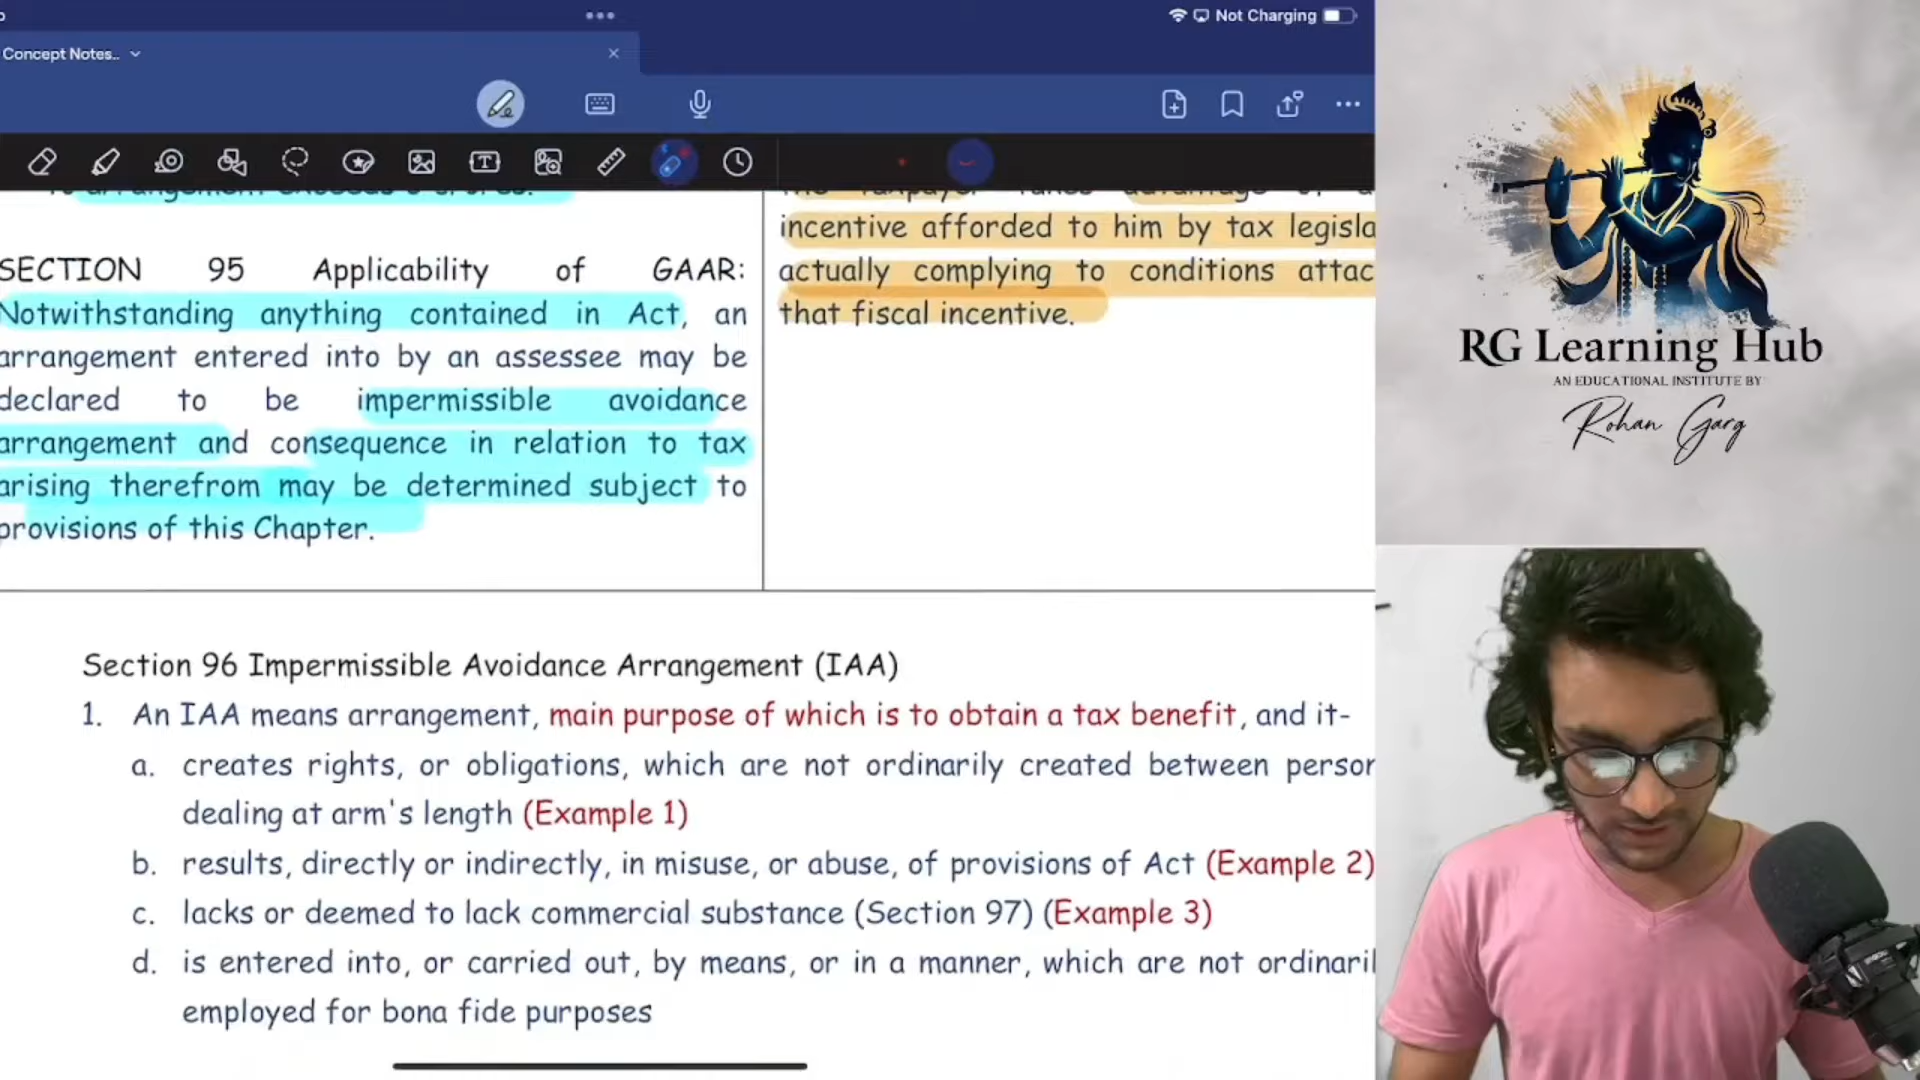 Not Charging
Concept Notes..
arrangement exceeds
SECTION 95 Applicability of GAAR:
Notwithstanding anything contained in Act, an
arrangement entered into by an assessee may be
declared to be impermissible avoidance
arrangement and consequence in relation to tax
arising therefrom may be determined subject to
provisions of this Chapter.
incentive afforded to him by tax legisla
actually complying to conditions attac
that fiscal incentive.
Section 96 Impermissible Avoidance Arrangement (IAA)
1. An IAA means arrangement, main purpose of which is to obtain a tax benefit, and it-
a. creates rights, or obligations, which are not ordinarily created between person
dealing at arm's length (Example 1)
b. results, directly or indirectly, in misuse, or abuse, of provisions of Act (Example 2)
c. lacks or deemed to lack commercial substance (Section 97) (Example 3)
d. is entered into, or carried out, by means, or in a manner, which are not ordinaril
employed for bona fide purposes
RG Learning Hub
AN EDUCATIONAL INSTITUTE BY
Rohan Garg